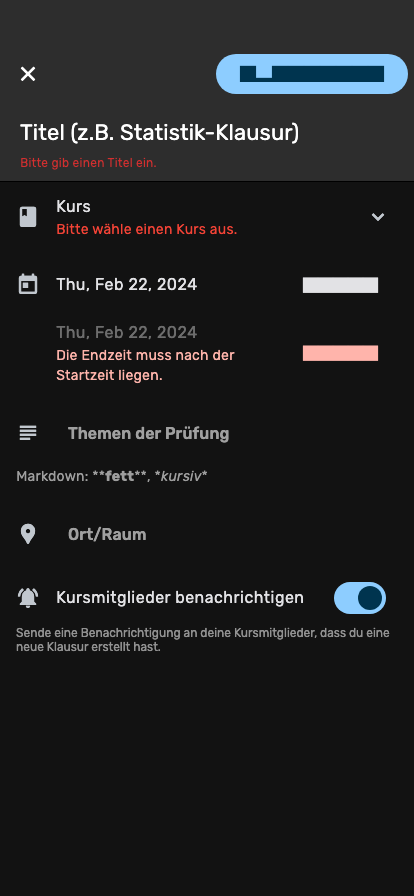 Titel (z.B. Statistik-Klausur)
Bitte gib einen Titel ein.
Kurs
Bitte wähle einen Kurs aus.
Thu, Feb 22, 2024
Thu, Feb 22, 2024
Die Endzeit muss nach der
Startzeit liegen.
Themen der Prüfung
Markdown: **fett**, *kursiv*
Ort/Raum
Kursmitglieder benachrichtigen
Sende eine Benachrichtigung an deine Kursmitglieder, dass du eine
neue Klausur erstellt hast.